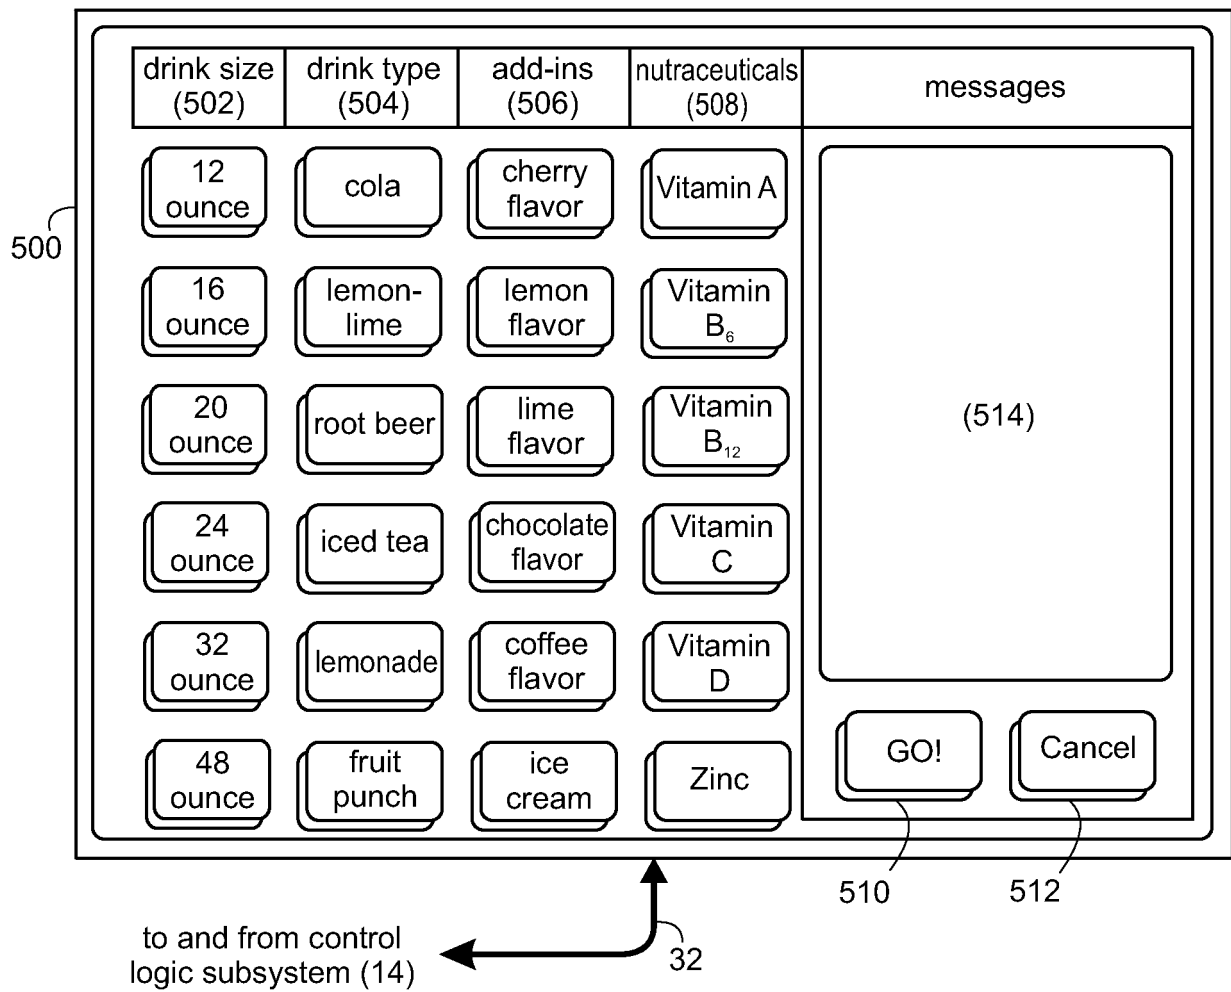 drink size
(502)
drink type
(504)
add-ins
(506)
nutraceuticals
(508)
messages
12
ounce
cola
cherry
flavor
Vitamin A
500
16
ounce
lemon-
lime
lemon
flavor
Vitamin
B₆
20
ounce
root beer
lime
flavor
Vitamin
B₁₂
(514)
24
ounce
iced tea
chocolate
flavor
Vitamin
C
32
ounce
lemonade
coffee
flavor
Vitamin
D
48
ounce
fruit
punch
ice
cream
Zinc
GO!
Cancel
510
512
to and from control
logic subsystem (14)
32